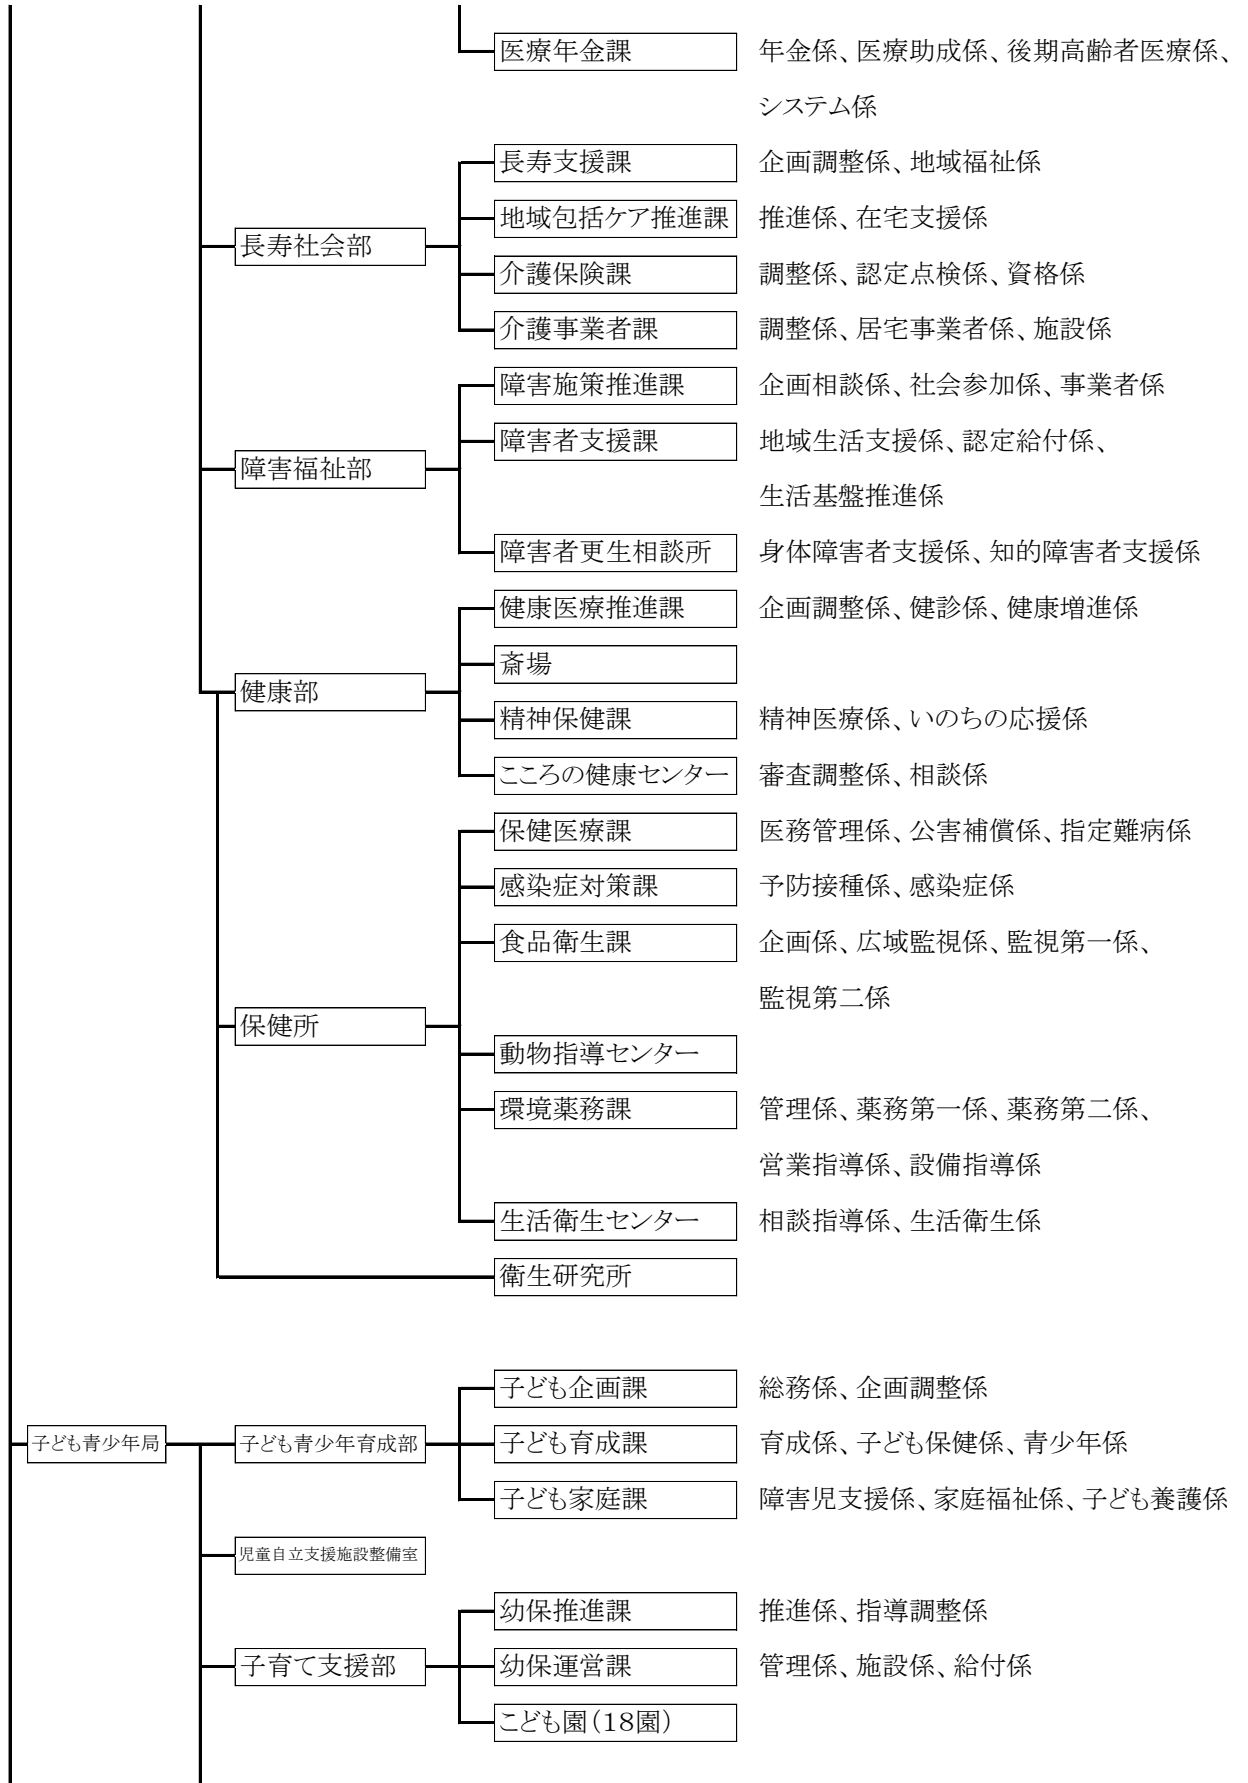 医療年金課 年金係、医療助成係、後期高齢者医療係、
システム係
長寿支援課 企画調整係、地域福祉係
地域包括ケア推進課 推進係、在宅支援係
長寿社会部
介護保険課 調整係、認定点検係、資格係
介護事業者課 調整係、居宅事業者係、施設係
障害施策推進課 企画相談係、社会参加係、事業者係
障害者支援課 地域生活支援係、認定給付係、
障害福祉部
生活基盤推進係
障害者更生相談所 身体障害者支援係、知的障害者支援係
健康医療推進課 企画調整係、健診係、健康増進係
斎場
健康部
精神保健課 精神医療係、いのちの応援係
こころの健康センター 審査調整係、相談係
保健医療課 医務管理係、公害補償係、指定難病係
感染症対策課 予防接種係、感染症係
食品衛生課 企画係、広域監視係、監視第一係、
監視第二係
保健所
動物指導センター
環境薬務課 管理係、薬務第一係、薬務第二係、
営業指導係、設備指導係
生活衛生センター 相談指導係、生活衛生係
衛生研究所
子ども企画課 総務係、企画調整係
子ども青少年局 子ども青少年育成部 子ども育成課 育成係、子ども保健係、青少年係
子ども家庭課 障害児支援係、家庭福祉係、子ども養護係
児童自立支援施設整備室
幼保推進課 推進係、指導調整係
子育て支援部 幼保運営課 管理係、施設係、給付係
こども園(18園)